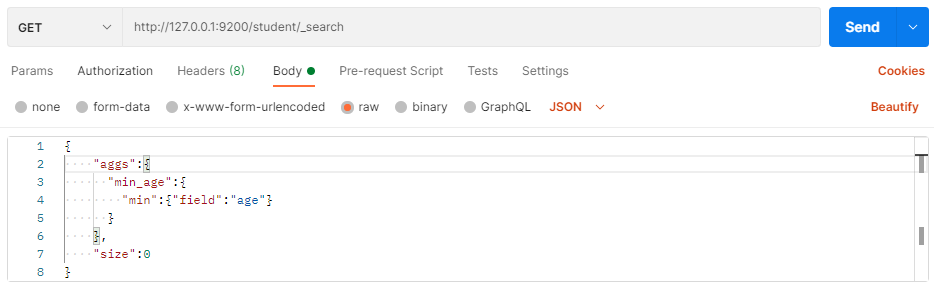 GET http://127.0.0.1:9200/student/_search Send
Params Authorization Headers (8) Body Pre-request Script Tests Settings Cookies
none form-data x-www-form-urlencoded raw binary GraphQL JSON Beautify
1 {
2 "aggs":{
3 "min_age":{
4 "min":{"field":"age"}
5 }
6 },
7 "size":0
8 }